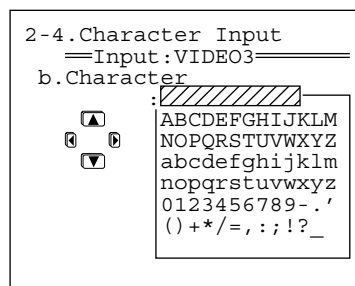 2-4.Character Input
Input:VIDEO3
b.Character
:
ABCDEFGHIJKLM
NOPQRSTUVWXYZ
abcdefghijklm
nopqrstuvwxyz
0123456789-.’
()+*/=,:;!?_